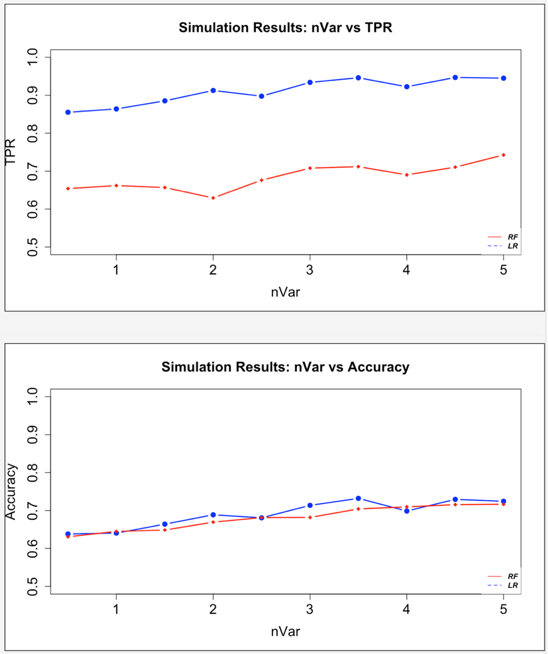 Simulation Results: nVar vs TPR
1.0
0.9
0.8
0.7
0.6
0.5
TPR
1 2 3 4 5
nVar
RF
LR
Simulation Results: nVar vs Accuracy
1.0
0.9
0.8
0.7
0.6
0.5
Accuracy
1 2 3 4 5
nVar
RF
LR